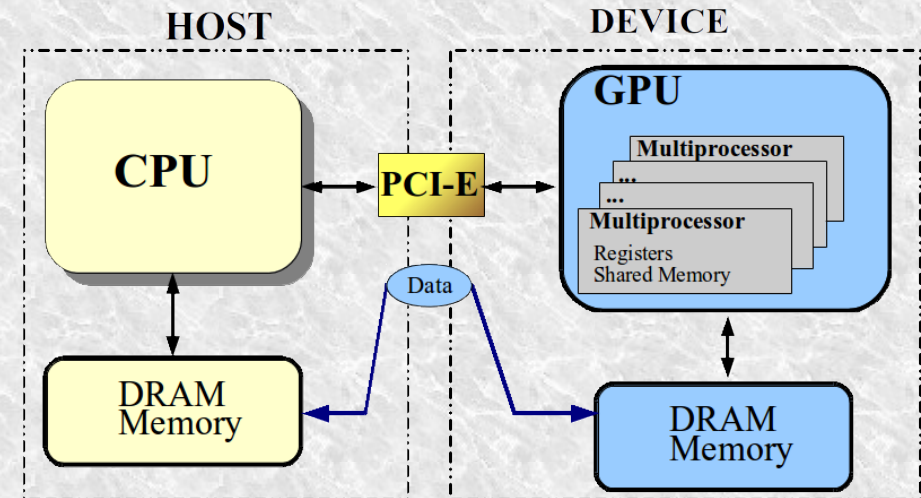 HOST
DEVICE
CPU
PCI-E
GPU
Multiprocessor
...
...
Multiprocessor
Registers
Shared Memory
Data
DRAM
Memory
DRAM
Memory